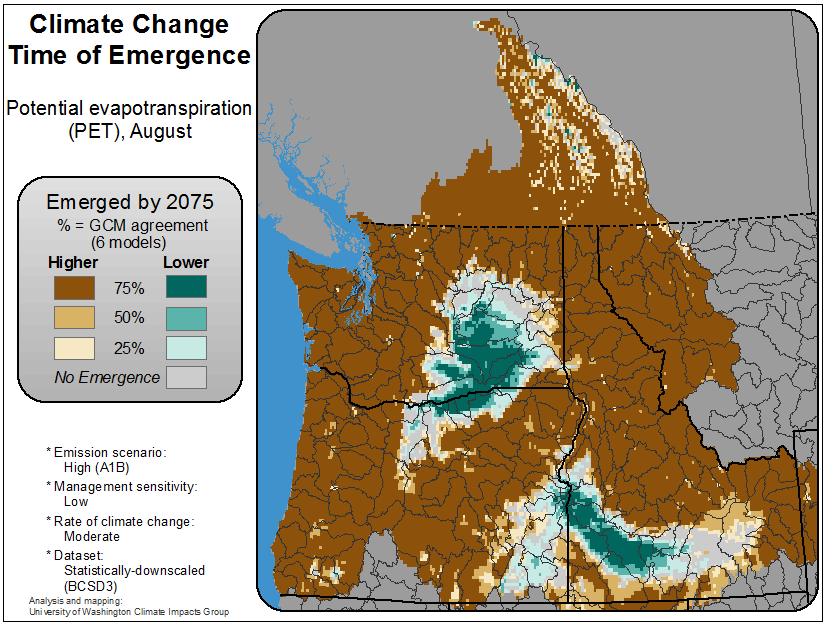 Climate Change
Time of Emergence
Potential evapotranspiration
(PET), August
Emerged by 2075
% = GCM agreement
(6 models)
Higher Lower
75%
50%
25%
No Emergence
* Emission scenario:
High (A1B)
* Management sensitivity:
Low
* Rate of climate change:
Moderate
* Dataset:
Statistically-downscaled
(BCSD3)
Analysis and mapping:
University of Washington Climate Impacts Group